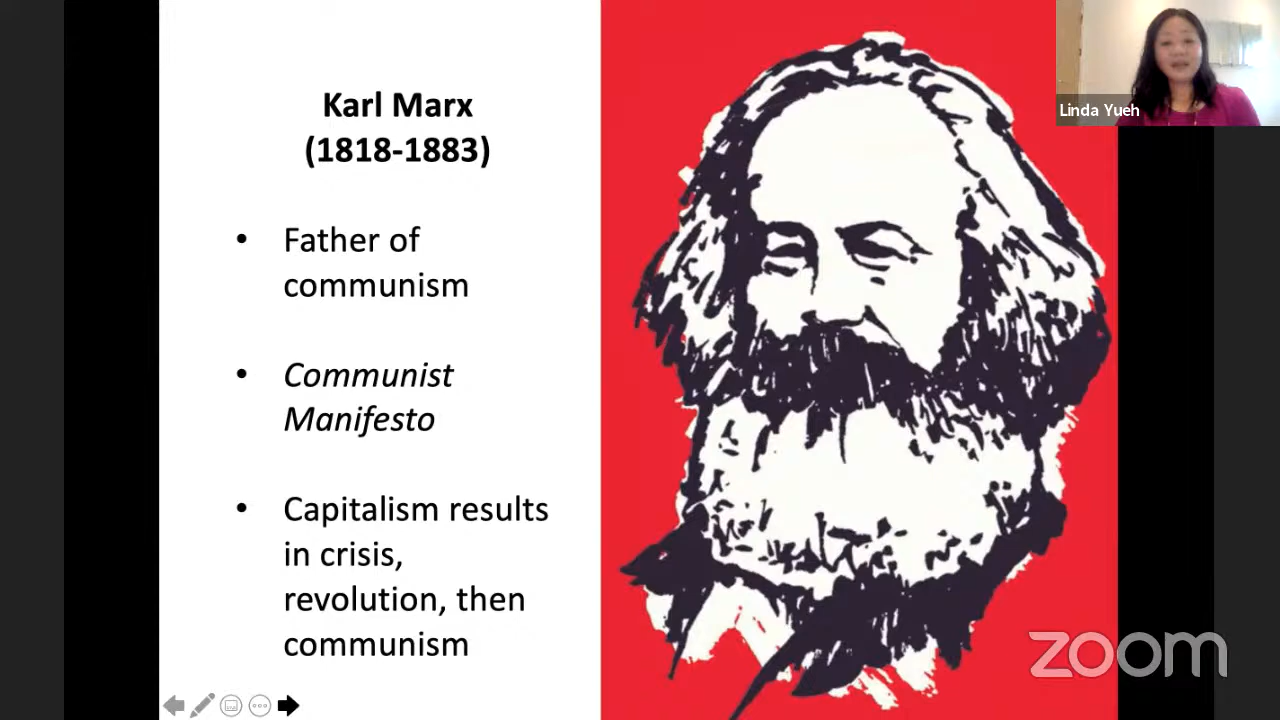 Karl Marx
(1818-1883)
• Father of
communism
• Communist
Manifesto
• Capitalism results
in crisis,
revolution, then
communism
Linda Yueh
zoom